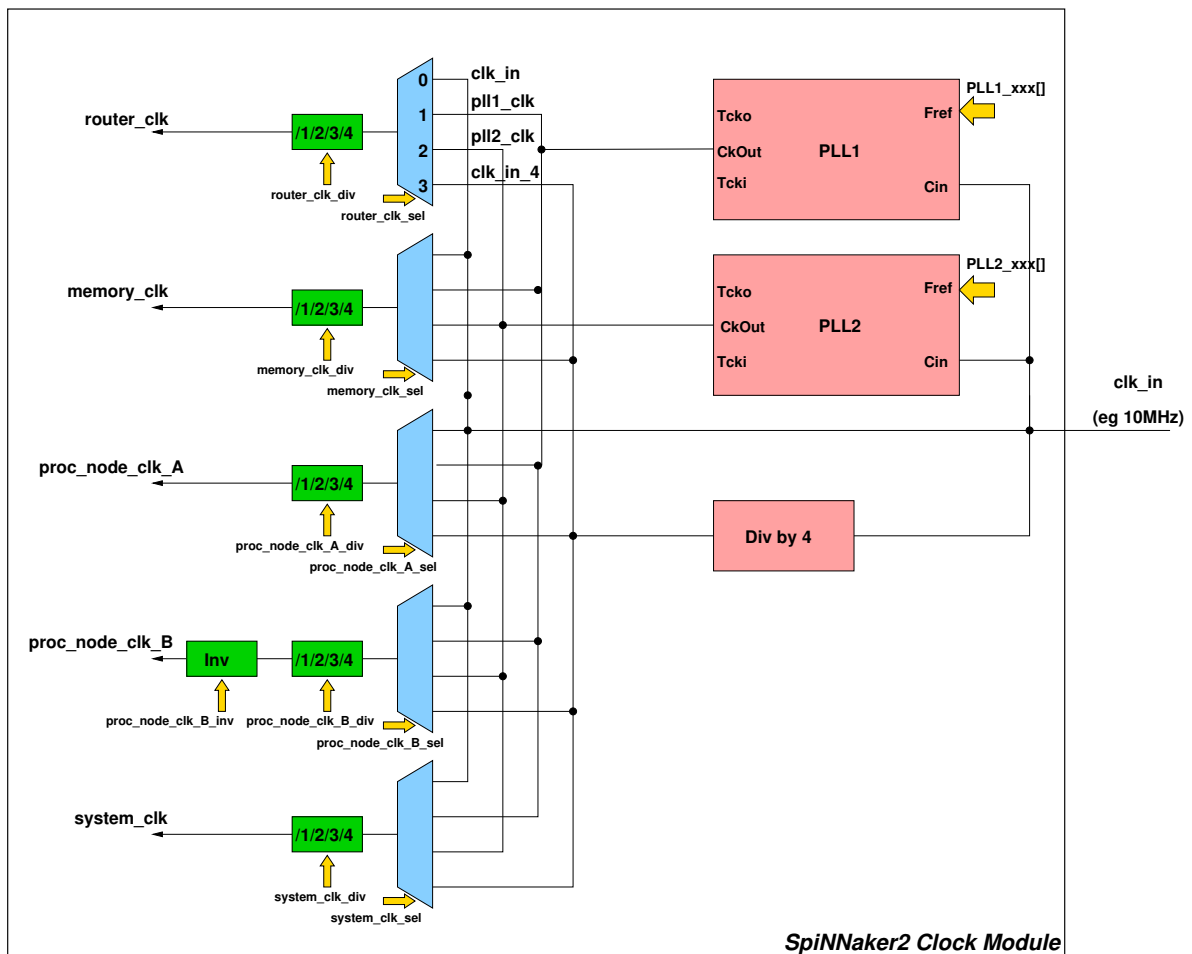 clk_in
pll1_clk
pll2_clk
clk_in_4
0
1
2
3
router_clk
/1/2/3/4
router_clk_div
router_clk_sel
PLL1_xxx[]
Tcko
Fref
CkOut
PLL1
Tcki
Cin
memory_clk
/1/2/3/4
memory_clk_div
memory_clk_sel
PLL2_xxx[]
Tcko
Fref
CkOut
PLL2
Tcki
Cin
clk_in
(eg 10MHz)
proc_node_clk_A
/1/2/3/4
proc_node_clk_A_div
proc_node_clk_A_sel
Div by 4
proc_node_clk_B
Inv
/1/2/3/4
proc_node_clk_B_inv
proc_node_clk_B_div
proc_node_clk_B_sel
system_clk
/1/2/3/4
system_clk_div
system_clk_sel
SpiNNaker2 Clock Module